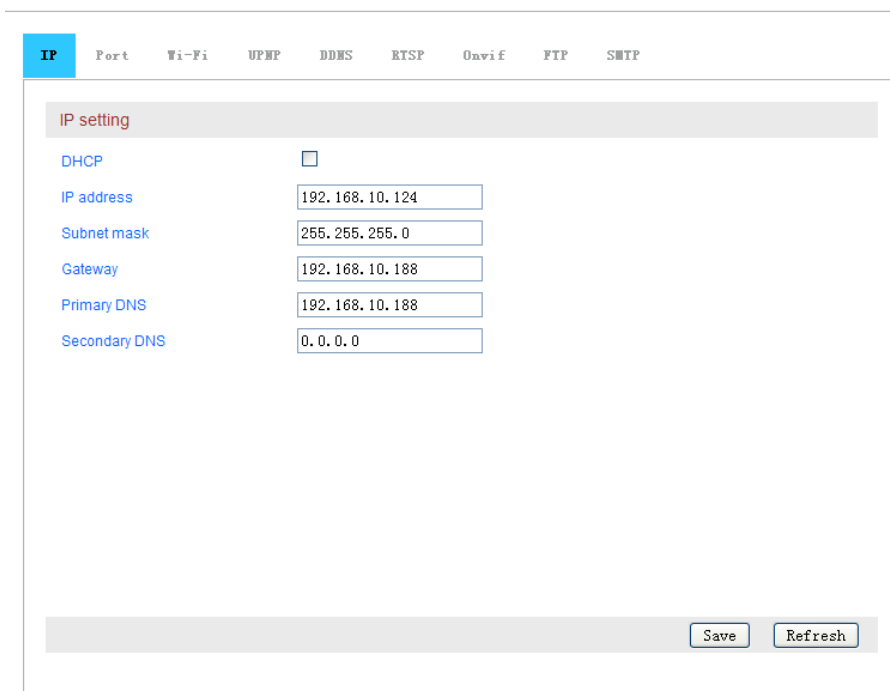 IP Port Wi-Fi UPNP DDNS RTSP Onvif FTP SMTP
IP setting
DHCP
IP address 192.168.10.124
Subnet mask 255.255.255.0
Gateway 192.168.10.188
Primary DNS 192.168.10.188
Secondary DNS 0.0.0.0
Save Refresh